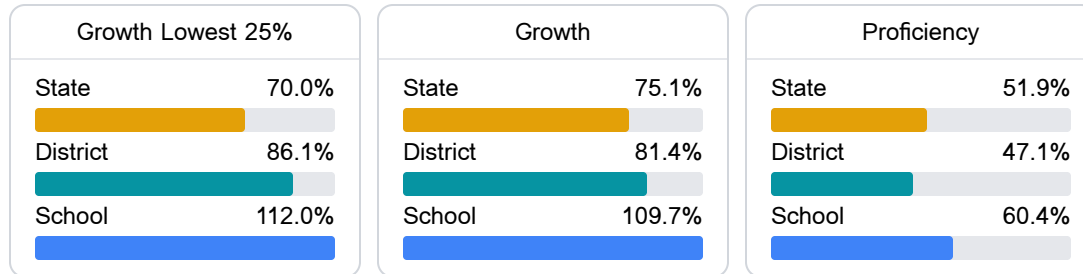 Growth Lowest 25%
State 70.0%
District 86.1%
School 112.0%
Growth
State 75.1%
District 81.4%
School 109.7%
Proficiency
State 51.9%
District 47.1%
School 60.4%